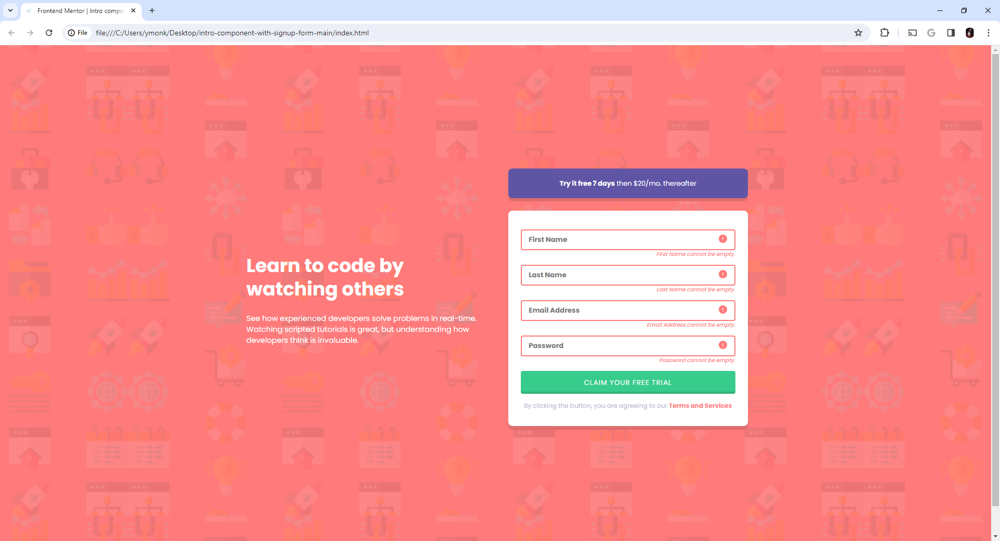 Frontend Mentor | Intro compo
File
file:///C:/Users/ymonk/Desktop/intro-component-with-signup-form-main/index.html
Learn to code by
watching others
See how experienced developers solve problems in real-time.
Watching scripted tutorials is great, but understanding how
developers think is invaluable.
Try it free 7 days then $20/mo. thereafter
First Name
First Name cannot be empty.
Last Name
Last Name cannot be empty.
Email Address
Email Address cannot be empty.
Password
Password cannot be empty.
CLAIM YOUR FREE TRIAL
By clicking the button, you are agreeing to our Terms and Services